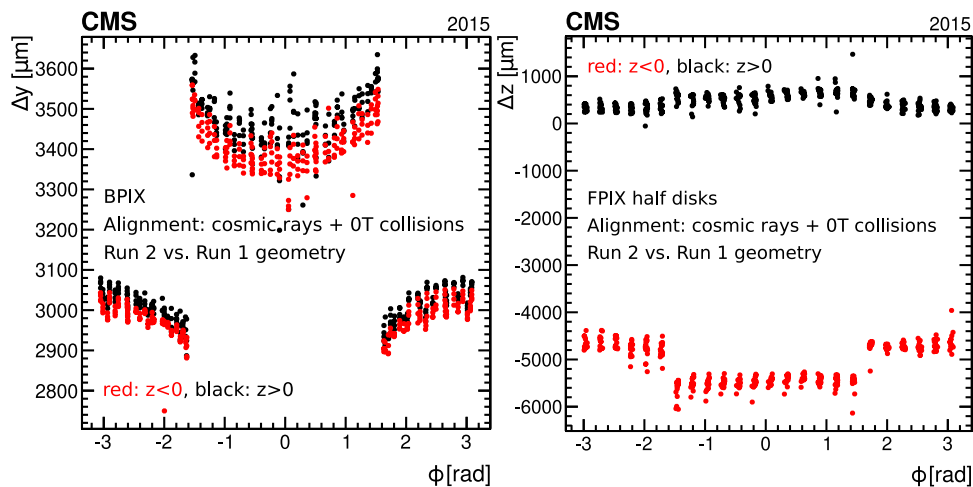 CMS 2015
Δy [μm]
3600
3500
3400
3300
3200
3100
3000
2900
2800
BPIX
Alignment: cosmic rays + 0T collisions
Run 2 vs. Run 1 geometry
red: z<0, black: z>0
-3 -2 -1 0 1 2 3
ϕ [rad]
CMS 2015
Δz [μm]
1000
0
-1000
-2000
-3000
-4000
-5000
-6000
red: z<0, black: z>0
FPIX half disks
Alignment: cosmic rays + 0T collisions
Run 2 vs. Run 1 geometry
-3 -2 -1 0 1 2 3
ϕ [rad]